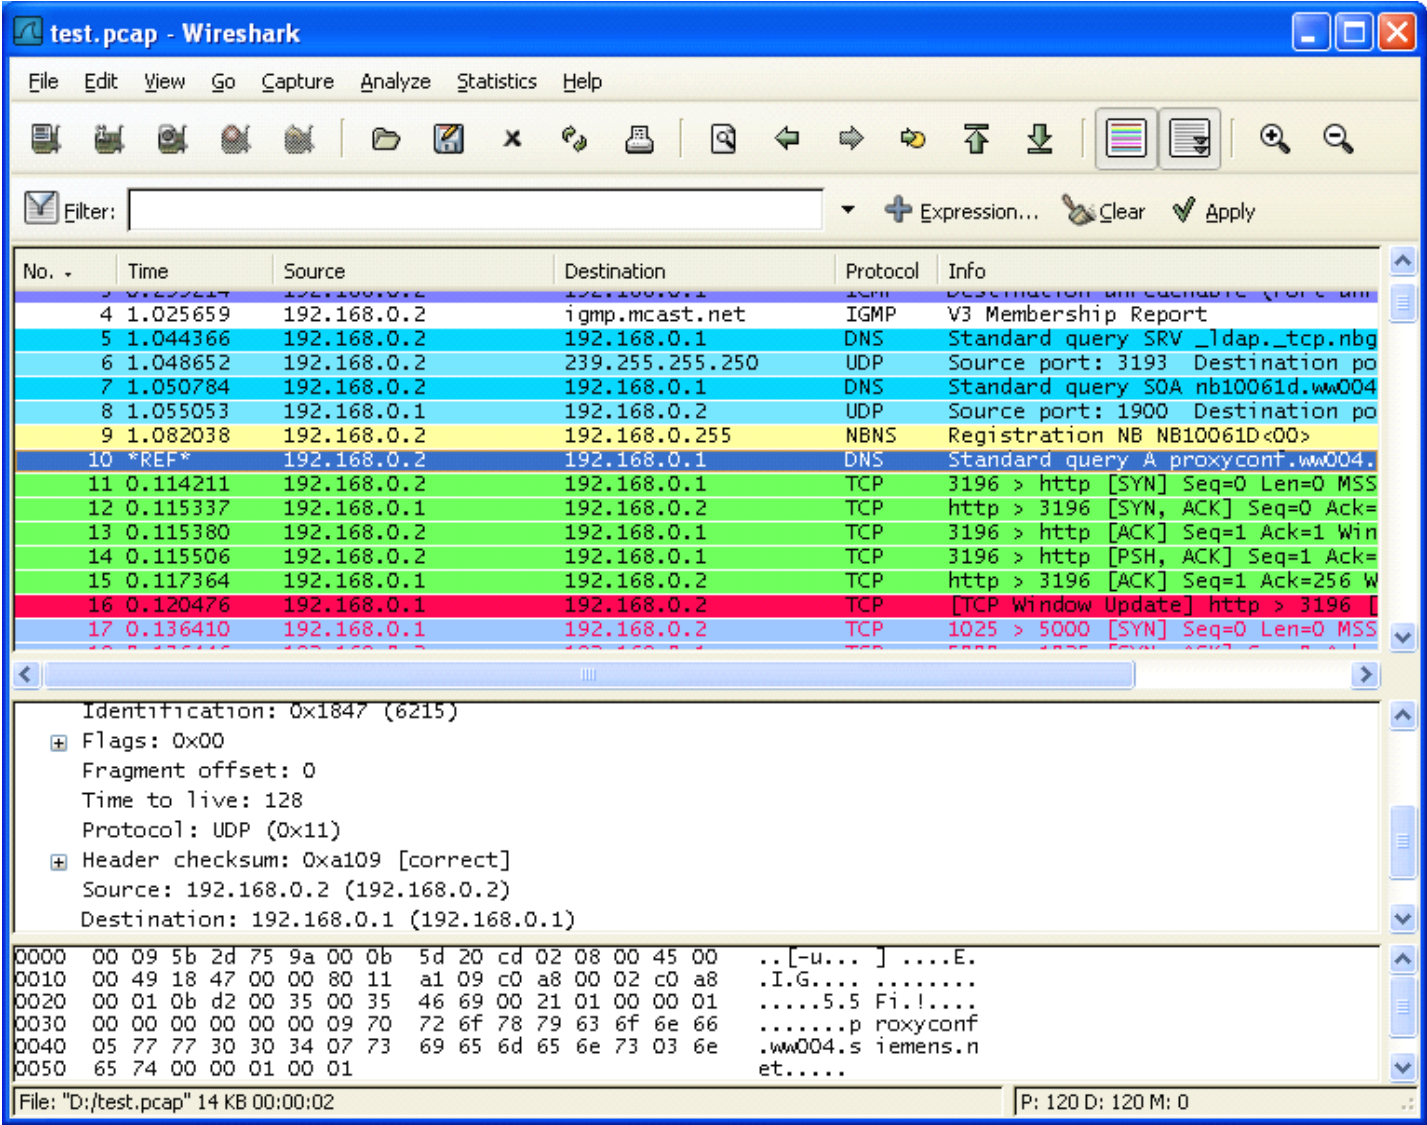 test.pcap - Wireshark
File Edit View Go Capture Analyze Statistics Help
Filter: Expression... Clear Apply
No. Time Source Destination Protocol Info
3 0.299214 192.168.0.2 192.168.0.1 ICMP Destination unreachable (Port unr
4 1.025659 192.168.0.2 igmp.mcast.net IGMP V3 Membership Report
5 1.044366 192.168.0.2 192.168.0.1 DNS Standard query SRV _ldap._tcp.nbg
6 1.048652 192.168.0.2 239.255.255.250 UDP Source port: 3193 Destination po
7 1.050784 192.168.0.2 192.168.0.1 DNS Standard query SOA nb10061d.ww004
8 1.055053 192.168.0.1 192.168.0.2 UDP Source port: 1900 Destination po
9 1.082038 192.168.0.2 192.168.0.255 NBNS Registration NB NB10061D<00>
10 *REF* 192.168.0.2 192.168.0.1 DNS Standard query A proxyconf.ww004.
11 0.114211 192.168.0.2 192.168.0.1 TCP 3196 > http [SYN] Seq=0 Len=0 MSS
12 0.115337 192.168.0.1 192.168.0.2 TCP http > 3196 [SYN, ACK] Seq=0 Ack=
13 0.115380 192.168.0.2 192.168.0.1 TCP 3196 > http [ACK] Seq=1 Ack=1 Win
14 0.115506 192.168.0.2 192.168.0.1 TCP 3196 > http [PSH, ACK] Seq=1 Ack=
15 0.117364 192.168.0.1 192.168.0.2 TCP http > 3196 [ACK] Seq=1 Ack=256 W
16 0.120476 192.168.0.1 192.168.0.2 TCP [TCP Window Update] http > 3196 [
17 0.136410 192.168.0.1 192.168.0.2 TCP 1025 > 5000 [SYN] Seq=0 Len=0 MSS
Identification: 0x1847 (6215)
Flags: 0x00
Fragment offset: 0
Time to live: 128
Protocol: UDP (0x11)
Header checksum: 0xa109 [correct]
Source: 192.168.0.2 (192.168.0.2)
Destination: 192.168.0.1 (192.168.0.1)
0000 00 09 5b 2d 75 9a 00 0b 5d 20 cd 02 08 00 45 00 ..[-u... ] ....E.
0010 00 49 18 47 00 00 80 11 a1 09 c0 a8 00 02 c0 a8 .I.G.... ........
0020 00 01 0b d2 00 35 00 35 46 69 00 21 01 00 00 01 .....5.5 Fi.!....
0030 00 00 00 00 00 00 09 70 72 6f 78 79 63 6f 6e 66 .......p roxyconf
0040 05 77 77 30 30 34 07 73 69 65 6d 65 6e 73 03 6e .ww004.s iemens.n
0050 65 74 00 00 01 00 01 et.....
File: "D:/test.pcap" 14 KB 00:00:02 P: 120 D: 120 M: 0